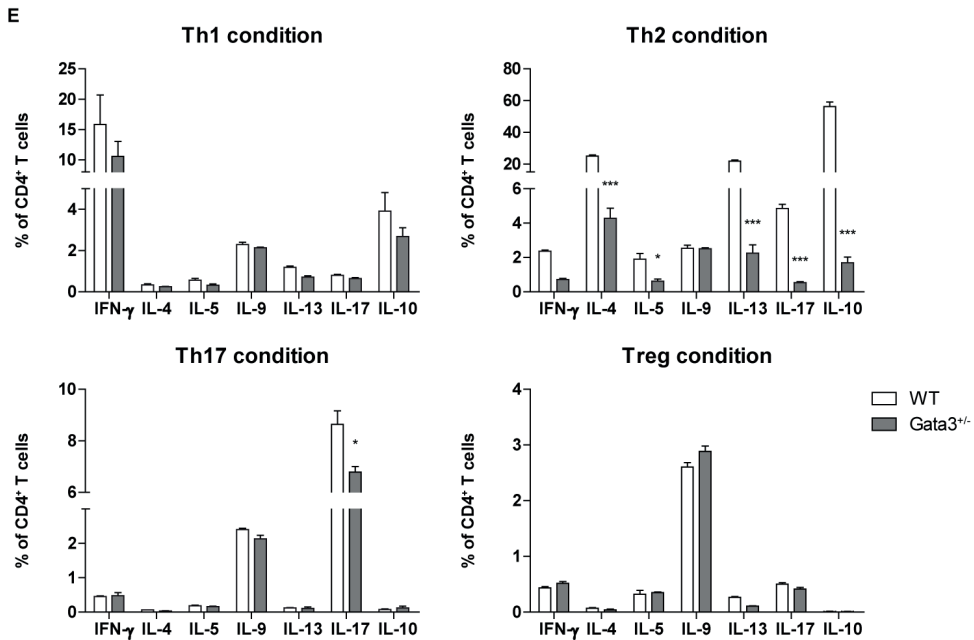 E
Th1 condition
% of CD4⁺ T cells
25
20
15
10
4
2
0
IFN-γ IL-4 IL-5 IL-9 IL-13 IL-17 IL-10
Th2 condition
% of CD4⁺ T cells
80
60
40
20
6
4
2
0
***
*
***
***
***
IFN-γ IL-4 IL-5 IL-9 IL-13 IL-17 IL-10
Th17 condition
% of CD4⁺ T cells
10
8
6
2
0
*
IFN-γ IL-4 IL-5 IL-9 IL-13 IL-17 IL-10
Treg condition
% of CD4⁺ T cells
4
3
2
1
0
IFN-γ IL-4 IL-5 IL-9 IL-13 IL-17 IL-10
WT
Gata3⁺/⁻